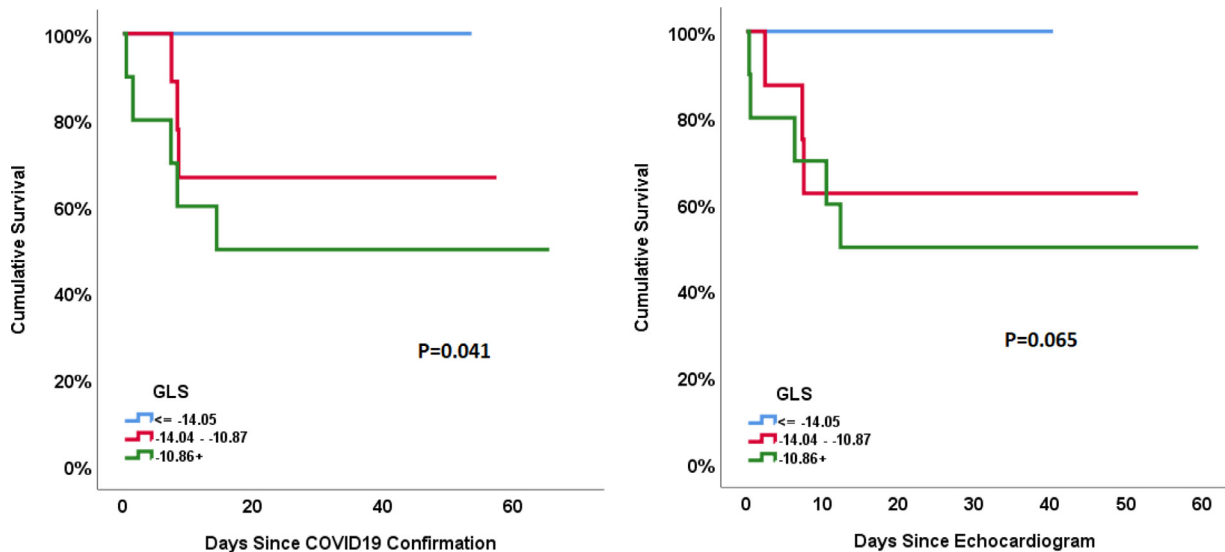 100%
80%
60%
40%
20%
0%
Cumulative Survival
P=0.041
GLS
<= -14.05
-14.04 - -10.87
-10.86+
0 20 40 60
Days Since COVID19 Confirmation
100%
80%
60%
40%
20%
0%
Cumulative Survival
P=0.065
GLS
<= -14.05
-14.04 - -10.87
-10.86+
0 10 20 30 40 50 60
Days Since Echocardiogram